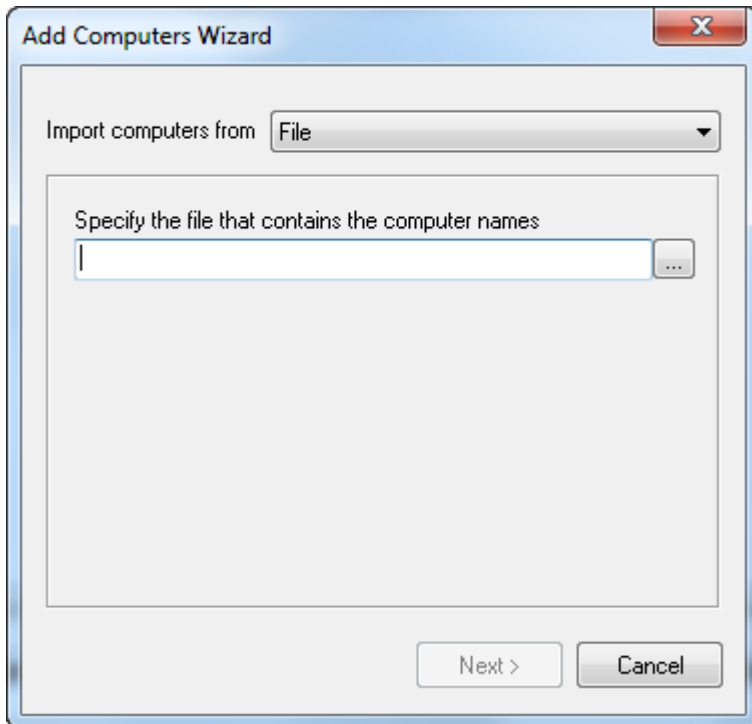 Add Computers Wizard
Import computers from File
Specify the file that contains the computer names
...
Next > Cancel